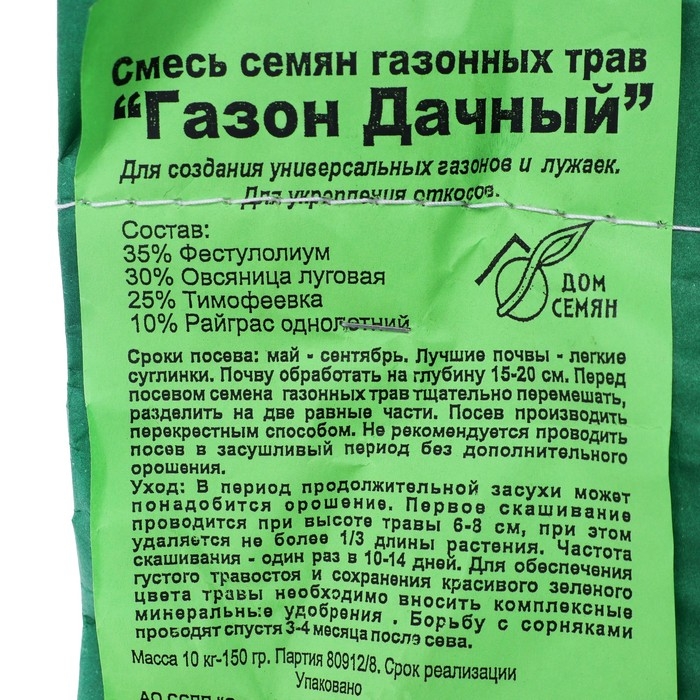 Смесь семян газонных трав
“Газон Дачный”
Для создания универсальных газонов и лужаек.
Для укрепления откосов.
Состав:
35% Фестулолиум
30% Овсяница луговая
25% Тимофеевка
10% Райграс однолетний
ДОМ
СЕМЯН
Сроки посева: май - сентябрь. Лучшие почвы - легкие
суглинки. Почву обработать на глубину 15-20 см. Перед
посевом семена газонных трав тщательно перемешать,
разделить на две равные части. Посев производить
перекрестным способом. Не рекомендуется проводить
посев в засушливый период без дополнительного
орошения.
Уход: В период продолжительной засухи может
понадобится орошение. Первое скашивание
проводится при высоте травы 6-8 см, при этом
удаляется не более 1/3 длины растения. Частота
скашивания - один раз в 10-14 дней. Для обеспечения
густого травостоя и сохранения красивого зеленого
цвета травы необходимо вносить комплексные
минеральные удобрения . Борьбу с сорняками
проводят спустя 3-4 месяца после сева.
Масса 10 кг-150 гр. Партия 80912/8. Срок реализации
Упаковано